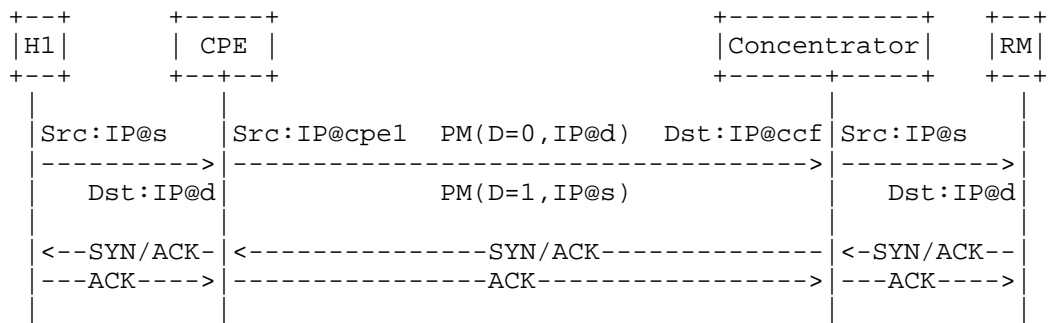 +--+ +-----+ +------------+ +--+
|H1| | CPE | |Concentrator| |RM|
+--+ +--+--+ +------+-----+ +--+
| | | |
|Src:IP@s |Src:IP@cpe1 PM(D=0,IP@d) Dst:IP@ccf|Src:IP@s |
|---------->|----------------------------------->|---------->|
| Dst:IP@d| PM(D=1,IP@s) | Dst:IP@d|
| | | |
|<--SYN/ACK-|<---------------SYN/ACK--------------|<-SYN/ACK--|
|---ACK---->|----------------ACK----------------->|---ACK---->|
| | | |